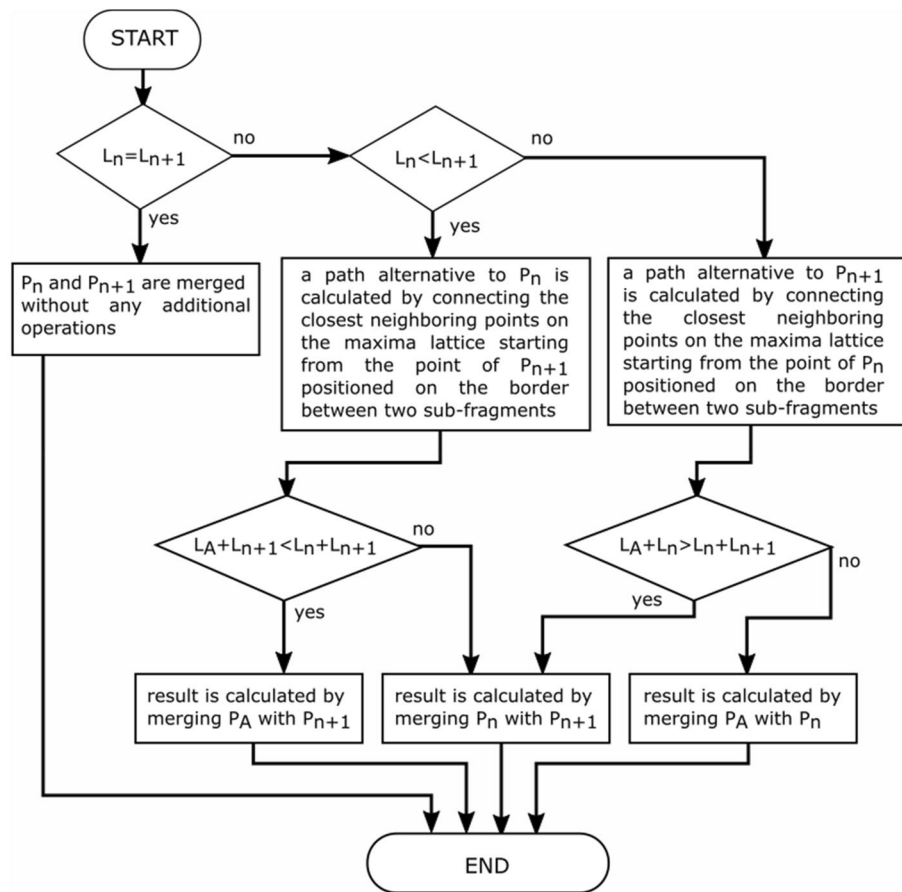 START
Lₙ=Lₙ₊₁
no
yes
Lₙ<Lₙ₊₁
no
yes
Pₙ and Pₙ₊₁ are merged
without any additional
operations
a path alternative to Pₙ is
calculated by connecting the
closest neighboring points on
the maxima lattice starting
from the point of Pₙ₊₁
positioned on the border
between two sub-fragments
a path alternative to Pₙ₊₁
is calculated by connecting
the closest neighboring
points on the maxima lattice
starting from the point of Pₙ
positioned on the border
between two sub-fragments
L_A+Lₙ₊₁<Lₙ+Lₙ₊₁
no
yes
L_A+Lₙ>Lₙ+Lₙ₊₁
no
yes
result is calculated by
merging P_A with Pₙ₊₁
result is calculated by
merging Pₙ with Pₙ₊₁
result is calculated by
merging P_A with Pₙ
END